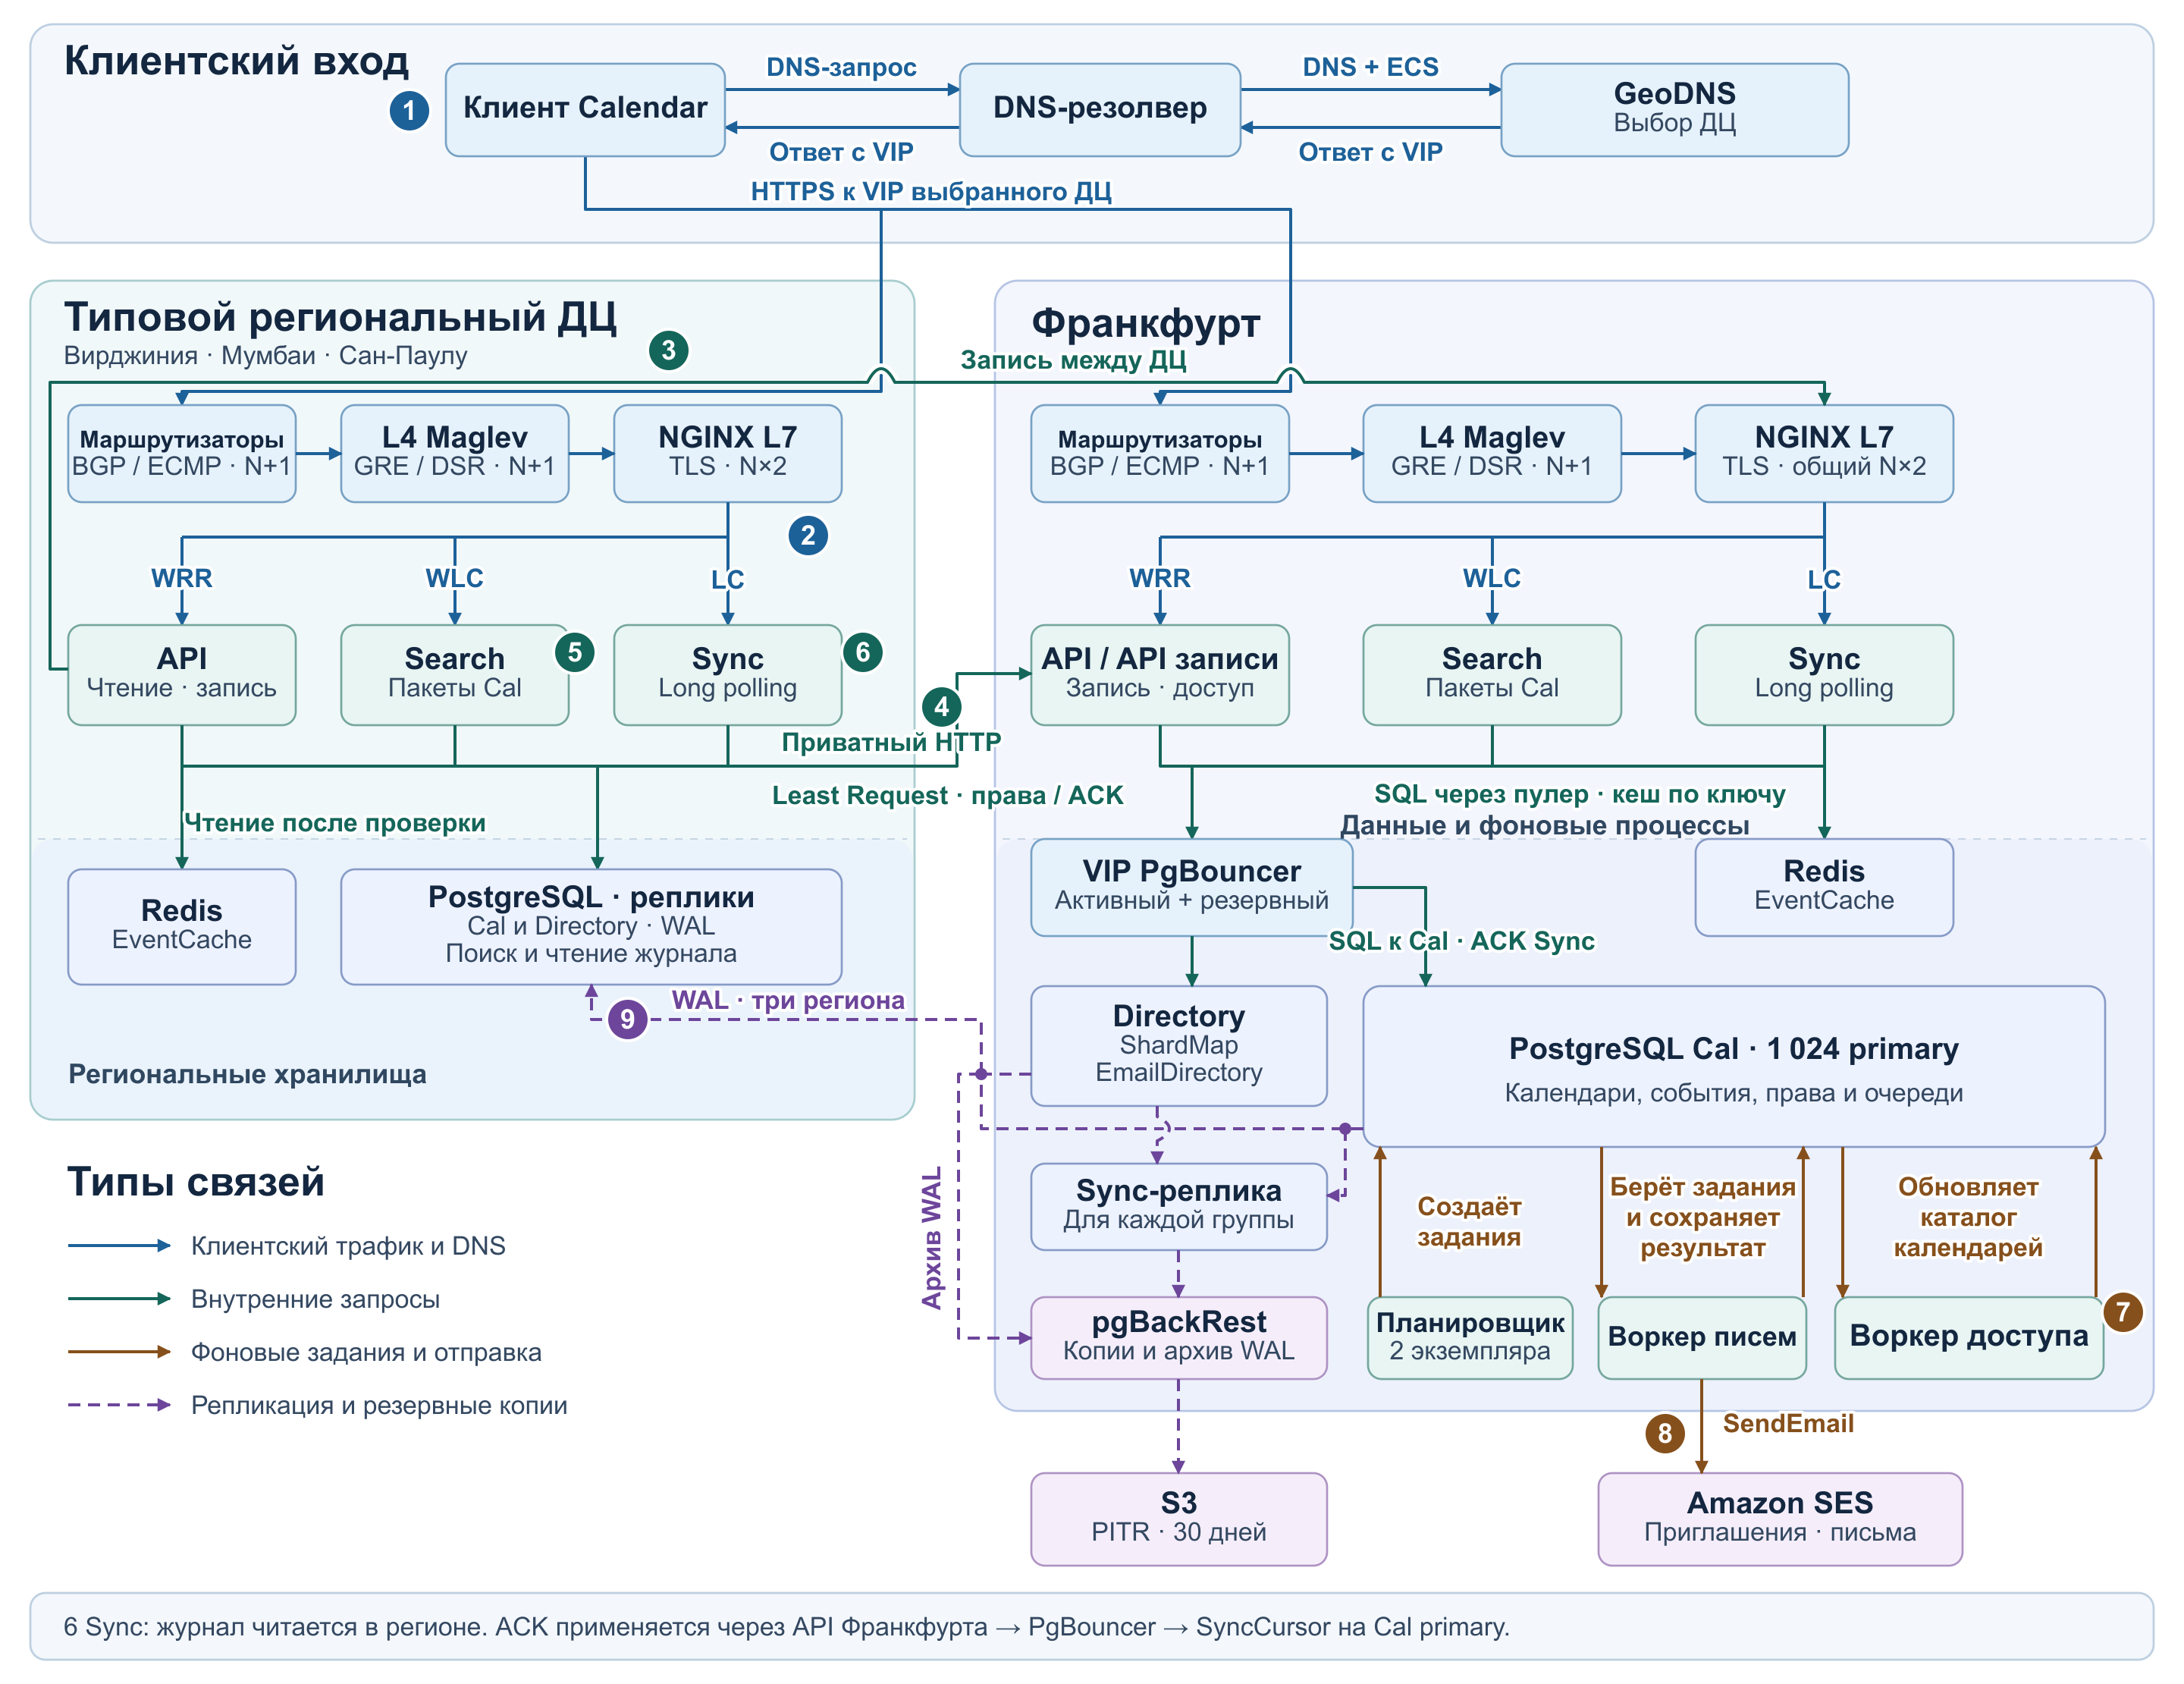 Клиентский вход
1
Клиент Calendar
DNS-запрос
Ответ с VIP
DNS-резолвер
DNS + ECS
Ответ с VIP
GeoDNS
Выбор ДЦ
HTTPS к VIP выбранного ДЦ
Типовой региональный ДЦ
Вирджиния · Мумбаи · Сан-Паулу
3
Запись между ДЦ
Маршрутизаторы
BGP / ECMP · N+1
L4 Maglev
GRE / DSR · N+1
NGINX L7
TLS · N×2
2
WRR
WLC
LC
API
Чтение · запись
Search
Пакеты Cal
5
Sync
Long polling
6
4
Приватный HTTP
Least Request · права / ACK
Чтение после проверки
Redis
EventCache
PostgreSQL · реплики
Cal и Directory · WAL
Поиск и чтение журнала
9
WAL · три региона
Региональные хранилища
Франкфурт
Маршрутизаторы
BGP / ECMP · N+1
L4 Maglev
GRE / DSR · N+1
NGINX L7
TLS · общий N×2
WRR
WLC
LC
API / API записи
Запись · доступ
Search
Пакеты Cal
Sync
Long polling
SQL через пулер · кеш по ключу
Данные и фоновые процессы
VIP PgBouncer
Активный + резервный
Redis
EventCache
SQL к Cal · ACK Sync
Directory
ShardMap
EmailDirectory
PostgreSQL Cal · 1 024 primary
Календари, события, права и очереди
Sync-реплика
Для каждой группы
Архив WAL
Создаёт
задания
Берёт задания
и сохраняет
результат
Обновляет
каталог
календарей
pgBackRest
Копии и архив WAL
Планировщик
2 экземпляра
Воркер писем
Воркер доступа
7
8
SendEmail
S3
PITR · 30 дней
Amazon SES
Приглашения · письма
Типы связей
Клиентский трафик и DNS
Внутренние запросы
Фоновые задания и отправка
Репликация и резервные копии
6 Sync: журнал читается в регионе. ACK применяется через API Франкфурта → PgBouncer → SyncCursor на Cal primary.